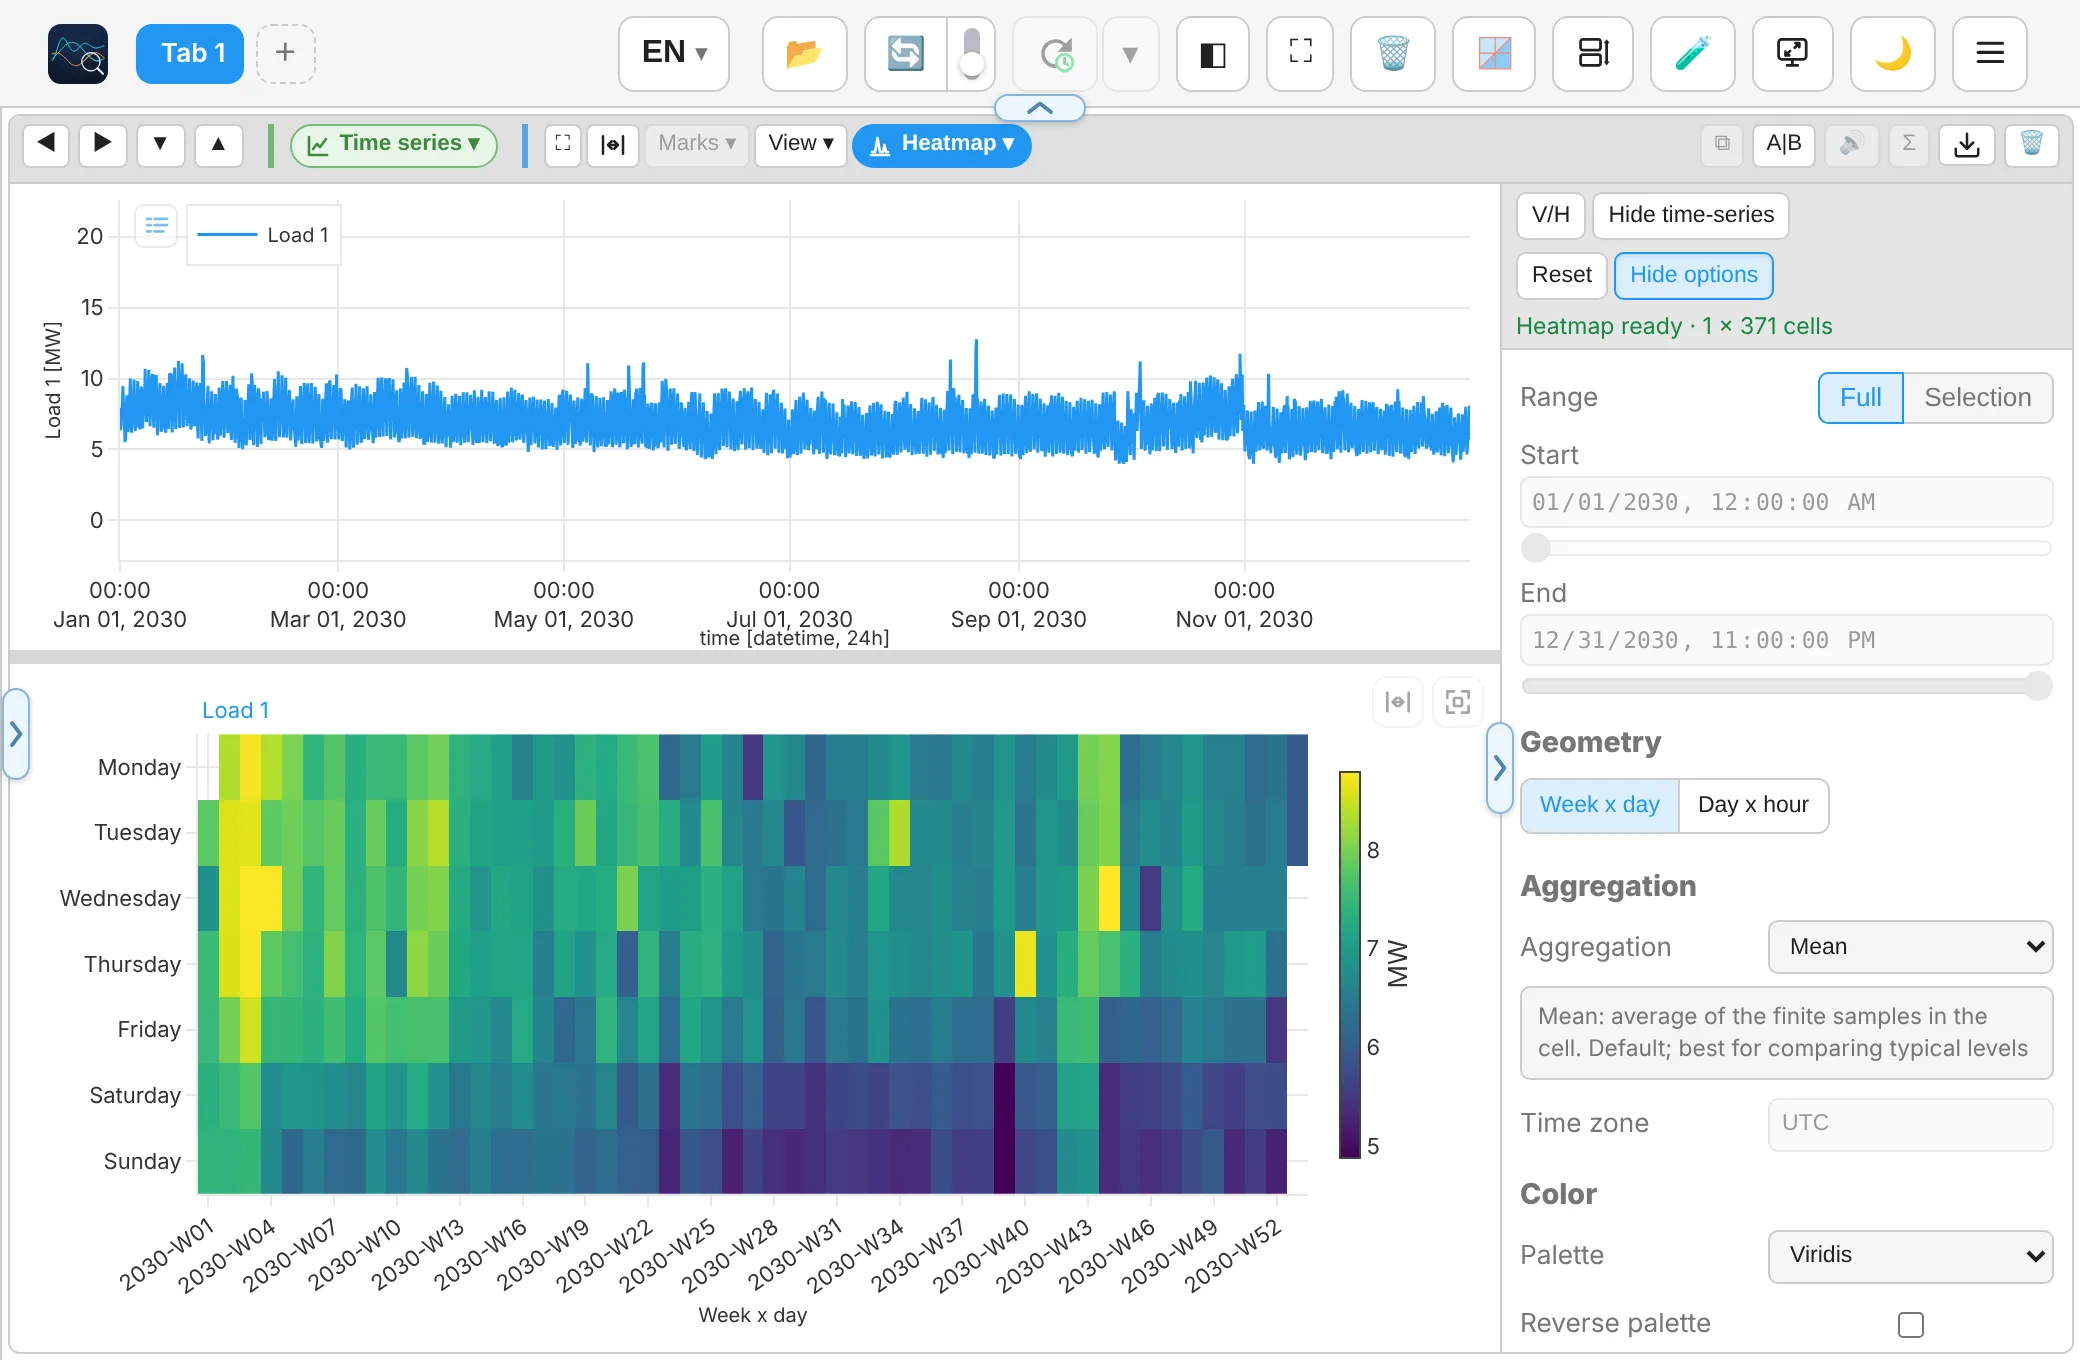 Tab 1
+
EN ▾
▼
◀ ▶ ▼ ▲
Time series ▾
Marks ▾
View ▾
Heatmap ▾
A|B
Σ
V/H
Hide time-series
Reset
Hide options
Heatmap ready · 1 × 371 cells
Load 1
20
15
10
5
0
Load 1 [MW]
00:00 00:00 00:00 00:00 00:00 00:00
Jan 01, 2030 Mar 01, 2030 May 01, 2030 Jul 01, 2030 Sep 01, 2030 Nov 01, 2030
time [datetime, 24h]
Load 1
Monday
Tuesday
Wednesday
Thursday
Friday
Saturday
Sunday
2030-W01 2030-W04 2030-W07 2030-W10 2030-W13 2030-W16 2030-W19 2030-W22 2030-W25 2030-W28 2030-W31 2030-W34 2030-W37 2030-W40 2030-W43 2030-W46 2030-W49 2030-W52
Week x day
8
7
6
5
MW
Range
Full
Selection
Start
01/01/2030, 12:00:00 AM
End
12/31/2030, 11:00:00 PM
Geometry
Week x day
Day x hour
Aggregation
Aggregation
Mean
Mean: average of the finite samples in the
cell. Default; best for comparing typical levels
Time zone
UTC
Color
Palette
Viridis
Reverse palette